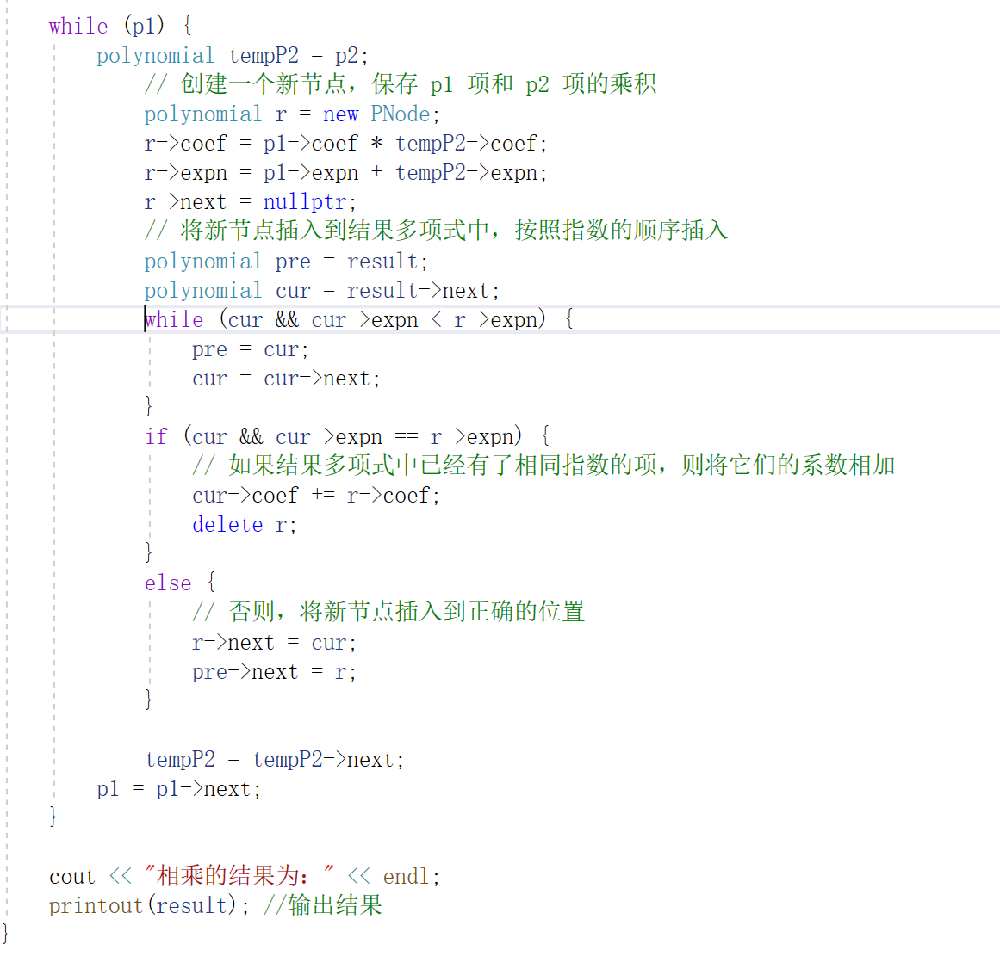 while (p1) {
polynomial tempP2 = p2;
// 创建一个新节点，保存 p1 项和 p2 项的乘积
polynomial r = new PNode;
r->coef = p1->coef * tempP2->coef;
r->expn = p1->expn + tempP2->expn;
r->next = nullptr;
// 将新节点插入到结果多项式中，按照指数的顺序插入
polynomial pre = result;
polynomial cur = result->next;
while (cur && cur->expn < r->expn) {
pre = cur;
cur = cur->next;
}
if (cur && cur->expn == r->expn) {
// 如果结果多项式中已经有了相同指数的项，则将它们的系数相加
cur->coef += r->coef;
delete r;
}
else {
// 否则，将新节点插入到正确的位置
r->next = cur;
pre->next = r;
}
tempP2 = tempP2->next;
p1 = p1->next;
}
cout << "相乘的结果为：" << endl;
printout(result); //输出结果
}